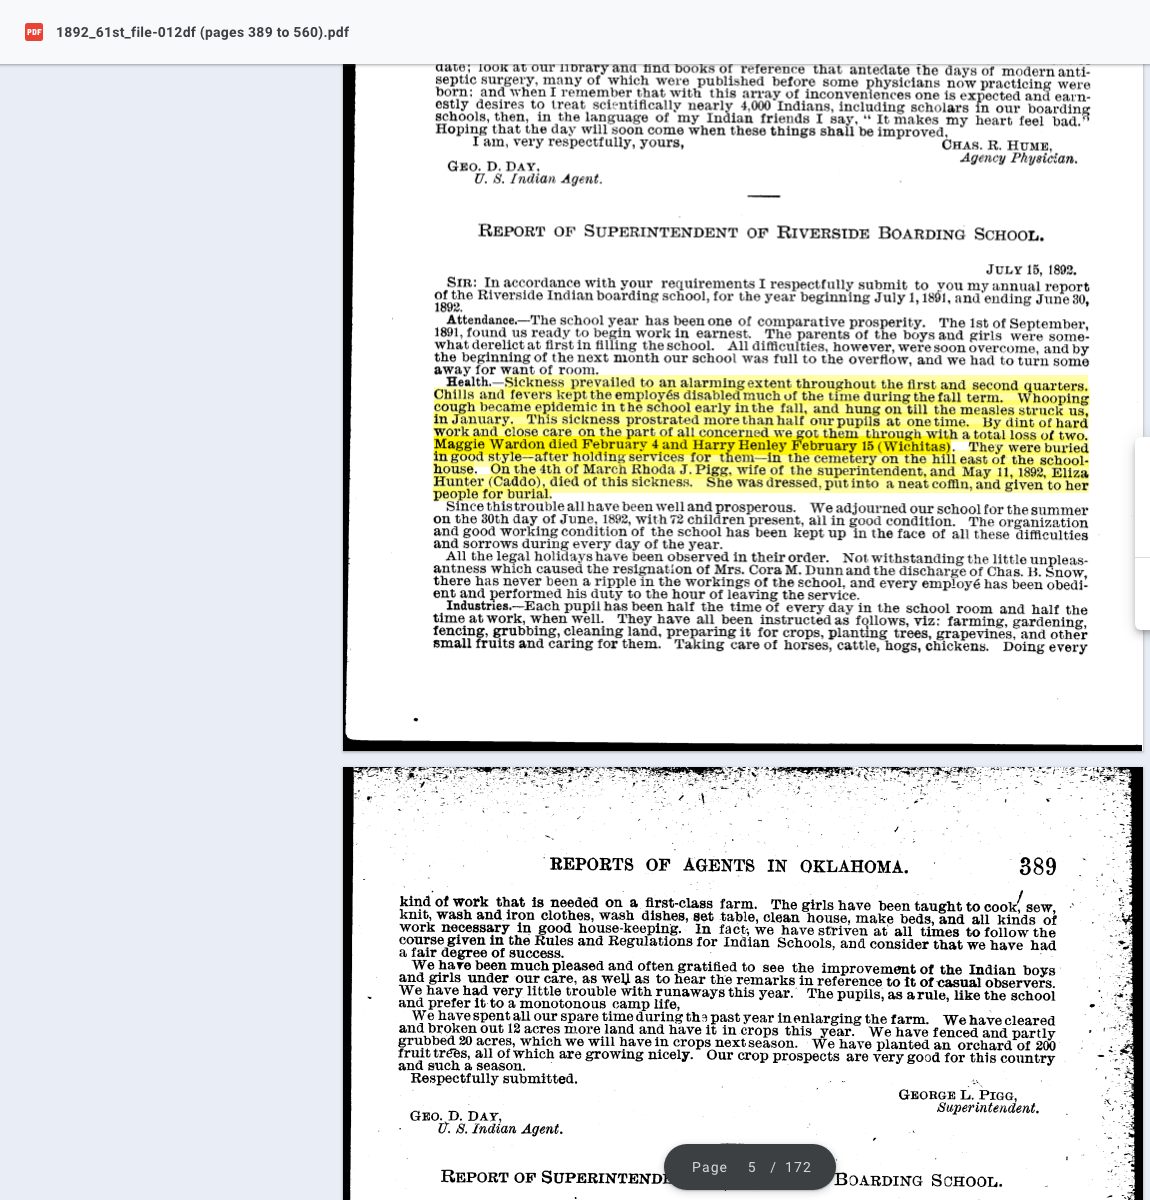 1892_61st_file-012df (pages 389 to 560).pdf
date; look at our library and find books of reference that antedate the days of modern anti-
septic surgery, many of which were published before some physicians now practicing were
born; and when I remember that with this array of inconveniences one is expected and earn-
estly desires to treat scientifically nearly 4,000 Indians, including scholars in our boarding
schools, then, in the language of my Indian friends I say, "It makes my heart feel bad."
Hoping that the day will soon come when these things shall be improved,
I am, very respectfully, yours,
CHAS. R. HUME,
Agency Physician.
GEO. D. DAY,
U. S. Indian Agent.
REPORT OF SUPERINTENDENT OF RIVERSIDE BOARDING SCHOOL.
JULY 15, 1892.
SIR: In accordance with your requirements I respectfully submit to you my annual report
of the Riverside Indian boarding school, for the year beginning July 1, 1891, and ending June 30,
1892.
Attendance.—The school year has been one of comparative prosperity. The 1st of September,
1891, found us ready to begin work in earnest. The parents of the boys and girls were some-
what derelict at first in filling the school. All difficulties, however, were soon overcome, and by
the beginning of the next month our school was full to the overflow, and we had to turn some
away for want of room.
Health.—Sickness prevailed to an alarming extent throughout the first and second quarters.
Chills and fevers kept the employés disabled much of the time during the fall term. Whooping
cough became epidemic in the school early in the fall, and hung on till the measles struck us,
in January. This sickness prostrated more than half our pupils at one time. By dint of hard
work and close care on the part of all concerned we got them through with a total loss of two.
Maggie Wardon died February 4 and Harry Henley February 15 (Wichitas). They were buried
in good style—after holding services for them—in the cemetery on the hill east of the school-
house. On the 4th of March Rhoda J. Pigg, wife of the superintendent, and May 11, 1892, Eliza
Hunter (Caddo), died of this sickness. She was dressed, put into a neat coffin, and given to her
people for burial.
Since this trouble all have been well and prosperous. We adjourned our school for the summer
on the 30th day of June, 1892, with 72 children present, all in good condition. The organization
and good working condition of the school has been kept up in the face of all these difficulties
and sorrows during every day of the year.
All the legal holidays have been observed in their order. Not withstanding the little unpleas-
antness which caused the resignation of Mrs. Cora M. Dunn and the discharge of Chas. B. Snow,
there has never been a ripple in the workings of the school, and every employé has been obedi-
ent and performed his duty to the hour of leaving the service.
Industries.—Each pupil has been half the time of every day in the school room and half the
time at work, when well. They have all been instructed as follows, viz: farming, gardening,
fencing, grubbing, cleaning land, preparing it for crops, planting trees, grapevines, and other
small fruits and caring for them. Taking care of horses, cattle, hogs, chickens. Doing every
REPORTS OF AGENTS IN OKLAHOMA. 389
kind of work that is needed on a first-class farm. The girls have been taught to cook, sew,
knit, wash and iron clothes, wash dishes, set table, clean house, make beds, and all kinds of
work necessary in good house-keeping. In fact, we have striven at all times to follow the
course given in the Rules and Regulations for Indian Schools, and consider that we have had
a fair degree of success.
We have been much pleased and often gratified to see the improvement of the Indian boys
and girls under our care, as well as to hear the remarks in reference to it of casual observers.
We have had very little trouble with runaways this year. The pupils, as a rule, like the school
and prefer it to a monotonous camp life,
We have spent all our spare time during the past year in enlarging the farm. We have cleared
and broken out 12 acres more land and have it in crops this year. We have fenced and partly
grubbed 20 acres, which we will have in crops next season. We have planted an orchard of 200
fruit trees, all of which are growing nicely. Our crop prospects are very good for this country
and such a season.
Respectfully submitted.
GEORGE L. PIGG,
Superintendent.
GEO. D. DAY,
U. S. Indian Agent.
Page 5 / 172
REPORT OF SUPERINTENDE BOARDING SCHOOL.